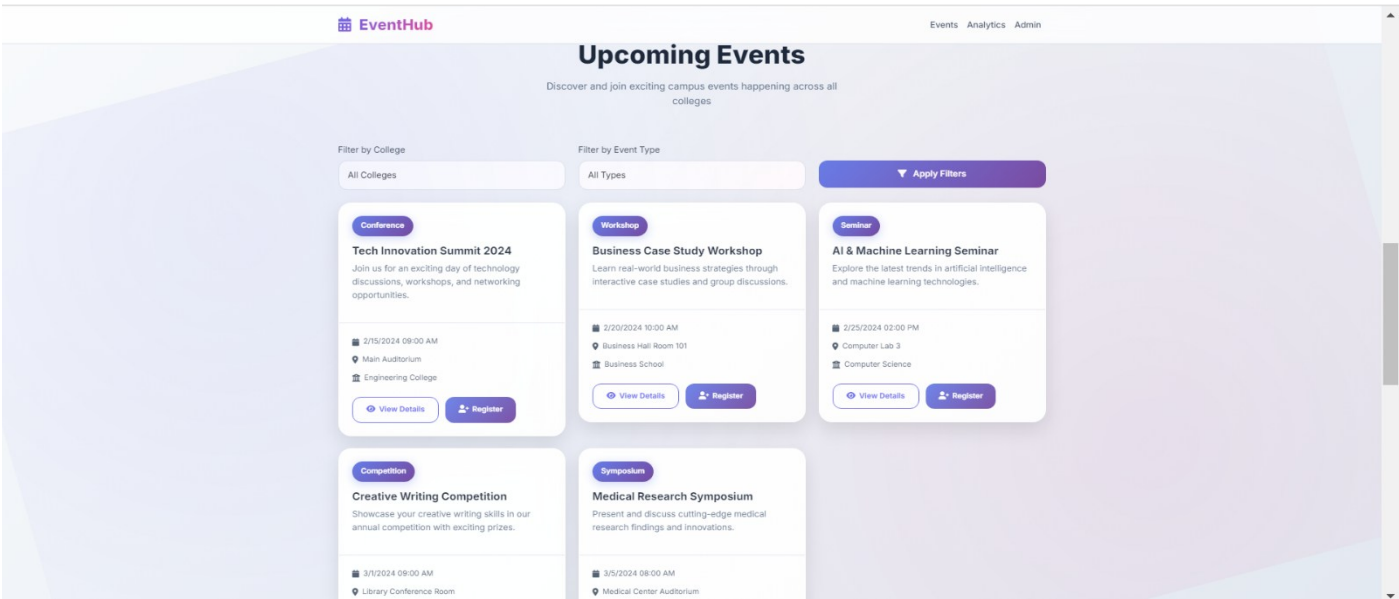 EventHub
Events Analytics Admin
Upcoming Events
Discover and join exciting campus events happening across all
colleges
Filter by College
All Colleges
Filter by Event Type
All Types
Apply Filters
Conference
Tech Innovation Summit 2024
Join us for an exciting day of technology
discussions, workshops, and networking
opportunities.
2/15/2024 09:00 AM
Main Auditorium
Engineering College
View Details
Register
Workshop
Business Case Study Workshop
Learn real-world business strategies through
interactive case studies and group discussions.
2/20/2024 10:00 AM
Business Hall Room 101
Business School
View Details
Register
Seminar
AI & Machine Learning Seminar
Explore the latest trends in artificial intelligence
and machine learning technologies.
2/25/2024 02:00 PM
Computer Lab 3
Computer Science
View Details
Register
Competition
Creative Writing Competition
Showcase your creative writing skills in our
annual competition with exciting prizes.
3/1/2024 09:00 AM
Library Conference Room
Symposium
Medical Research Symposium
Present and discuss cutting-edge medical
research findings and innovations.
3/5/2024 08:00 AM
Medical Center Auditorium